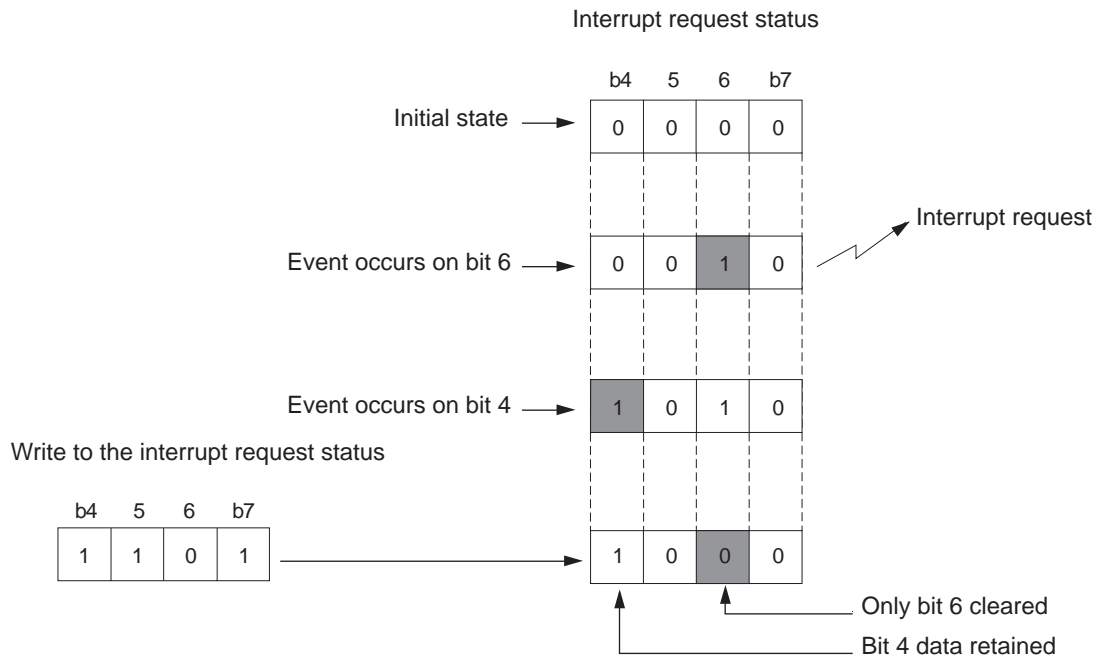 Interrupt request status
b4 5 6 b7
Initial state
0 0 0 0
Interrupt request
Event occurs on bit 6
0 0 1 0
Event occurs on bit 4
1 0 1 0
Write to the interrupt request status
b4 5 6 b7
1 1 0 1
1 0 0 0
Only bit 6 cleared
Bit 4 data retained